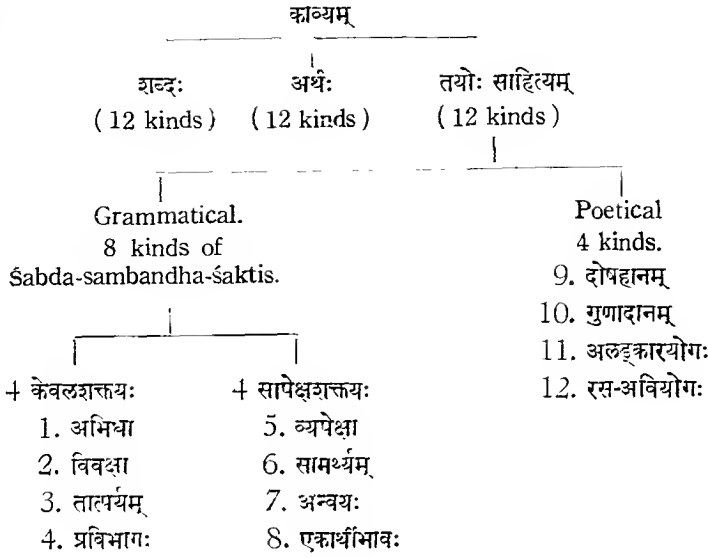 काव्यम्
शब्दः अर्थः तयोः साहित्यम्
( 12 kinds ) ( 12 kinds ) ( 12 kinds )
Grammatical. Poetical
8 kinds of 4 kinds.
Śabda-sambandha-śaktis. 9. दोषहानम्
10. गुणादानम्
11. अलङ्कारयोगः
4 केवलशक्तयः 4 सापेक्षशक्तयः 12. रस-अवियोगः
1. अभिधा 5. व्यपेक्षा
2. विवक्षा 6. सामर्थ्यम्
3. तात्पर्यम् 7. अन्वयः
4. प्रविभागः 8. एकार्थीभावः